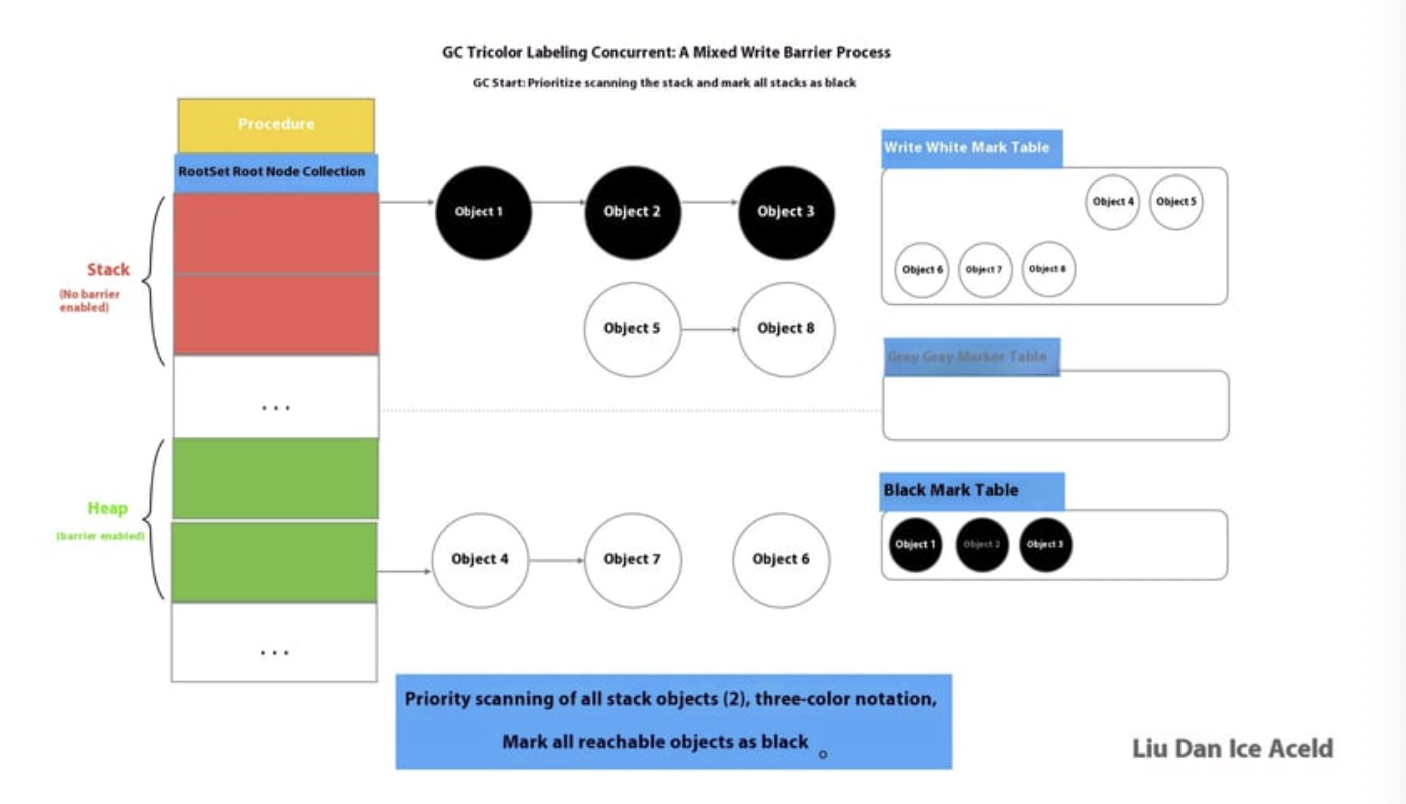 GC Tricolor Labeling Concurrent: A Mixed Write Barrier Process
GC Start: Prioritize scanning the stack and mark all stacks as black
Procedure
RootSet Root Node Collection
Stack
(No barrier
enabled)
...
Heap
(barrier enabled)
...
Object 1
Object 2
Object 3
Object 5
Object 8
Object 4
Object 7
Object 6
Write White Mark Table
Object 4
Object 5
Object 6
Object 7
Object 8
Gray Gray Marker Table
Black Mark Table
Object 1
Object 2
Object 3
Priority scanning of all stack objects (2), three-color notation,
Mark all reachable objects as black 。
Liu Dan Ice Aceld